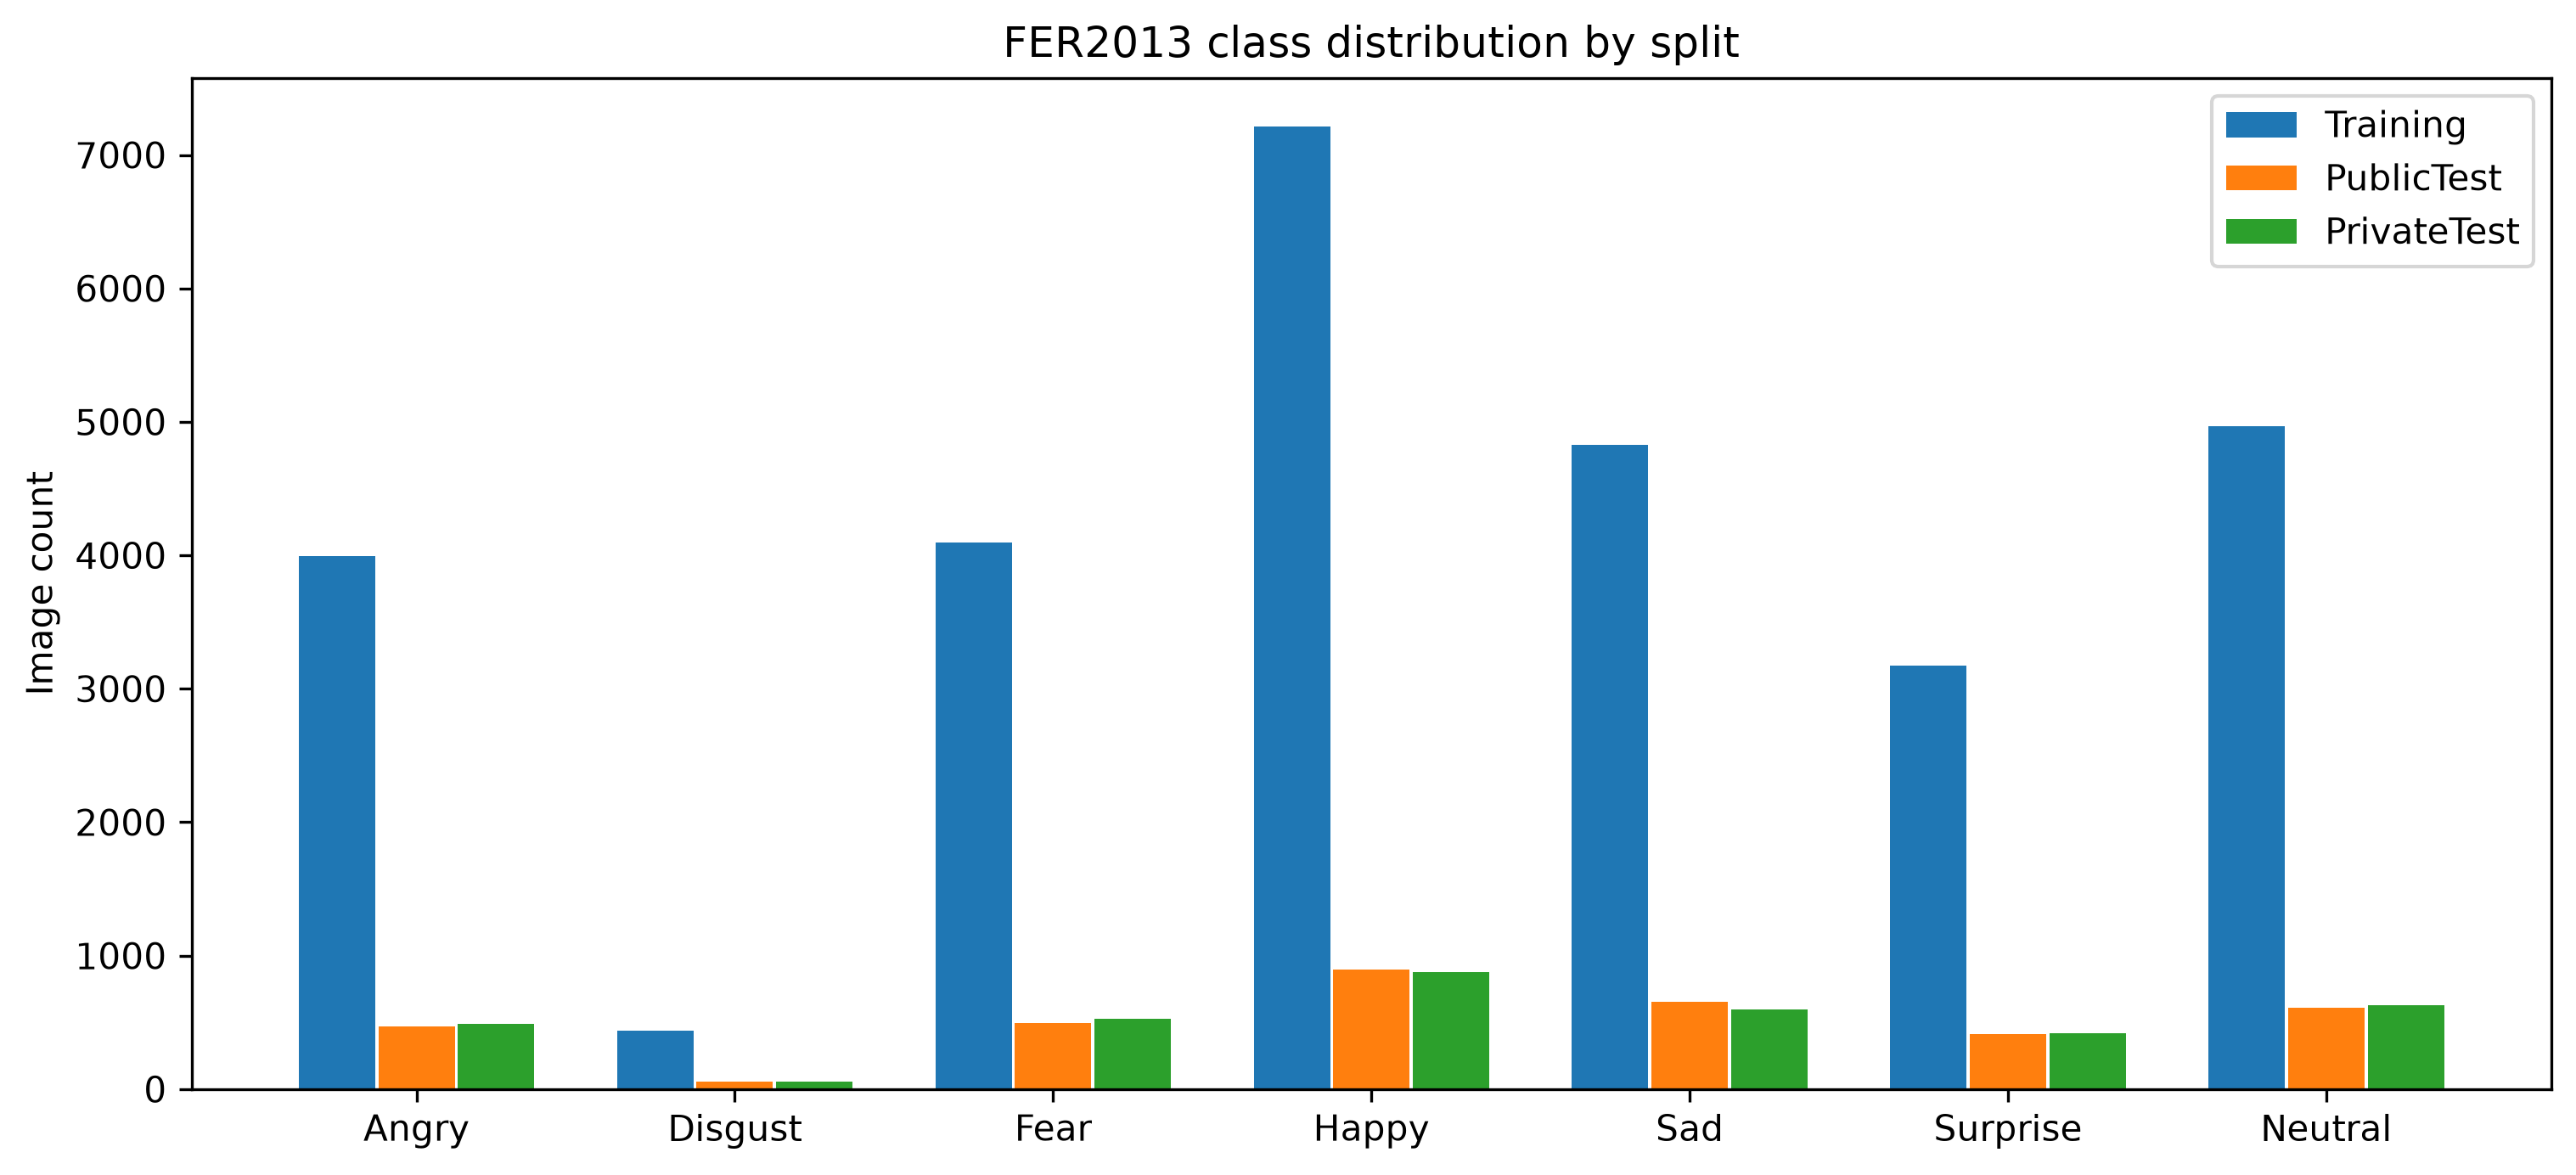 FER2013 class distribution by split
Training
PublicTest
PrivateTest
Image count
7000
6000
5000
4000
3000
2000
1000
0
Angry Disgust Fear Happy Sad Surprise Neutral